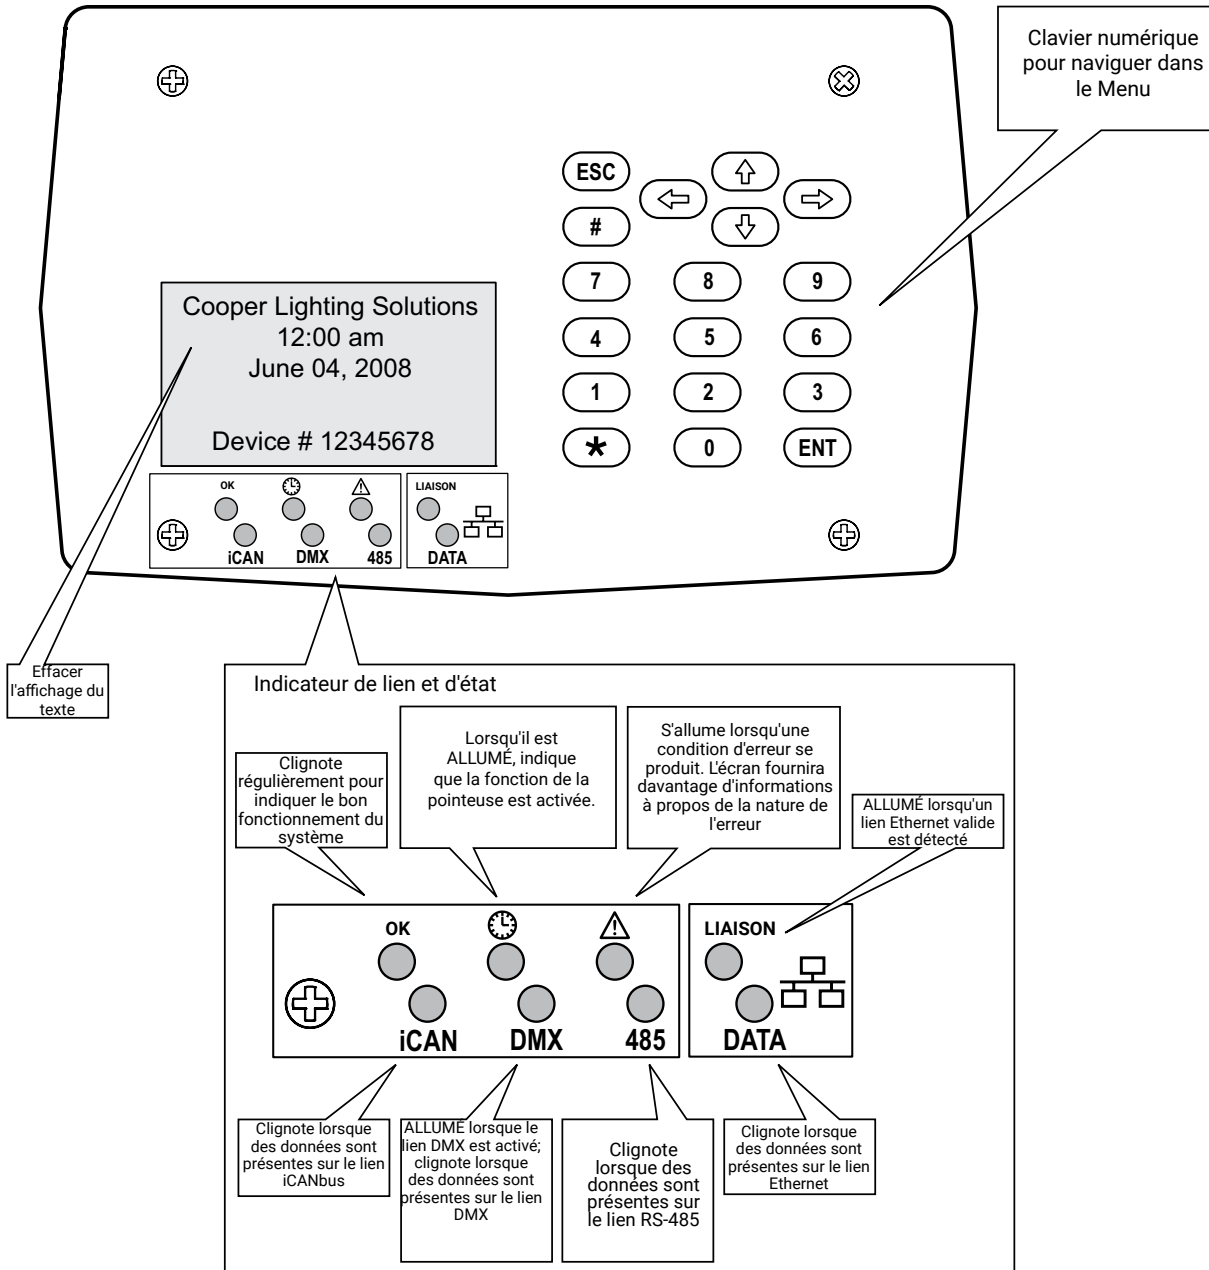 Clavier numérique
pour naviguer dans
le Menu
ESC
#
7 8 9
4 5 6
1 2 3
* 0 ENT
Cooper Lighting Solutions
12:00 am
June 04, 2008
Device # 12345678
OK
LIAISON
iCAN DMX 485
DATA
Effacer
l'affichage du
texte
Indicateur de lien et d'état
Clignote
régulièrement pour
indiquer le bon
fonctionnement du
système
Lorsqu'il est
ALLUMÉ, indique
que la fonction de la
pointeuse est activée.
S'allume lorsqu'une
condition d'erreur se
produit. L'écran fournira
davantage d'informations
à propos de la nature de
l'erreur
ALLUMÉ lorsqu'un
lien Ethernet valide
est détecté
OK
LIAISON
iCAN DMX 485
DATA
Clignote lorsque
des données sont
présentes sur le lien
iCANbus
ALLUMÉ lorsque le
lien DMX est activé;
clignote lorsque
des données sont
présentes sur le lien
DMX
Clignote
lorsque des
données sont
présentes sur
le lien RS-485
Clignote lorsque
des données sont
présentes sur le lien
Ethernet